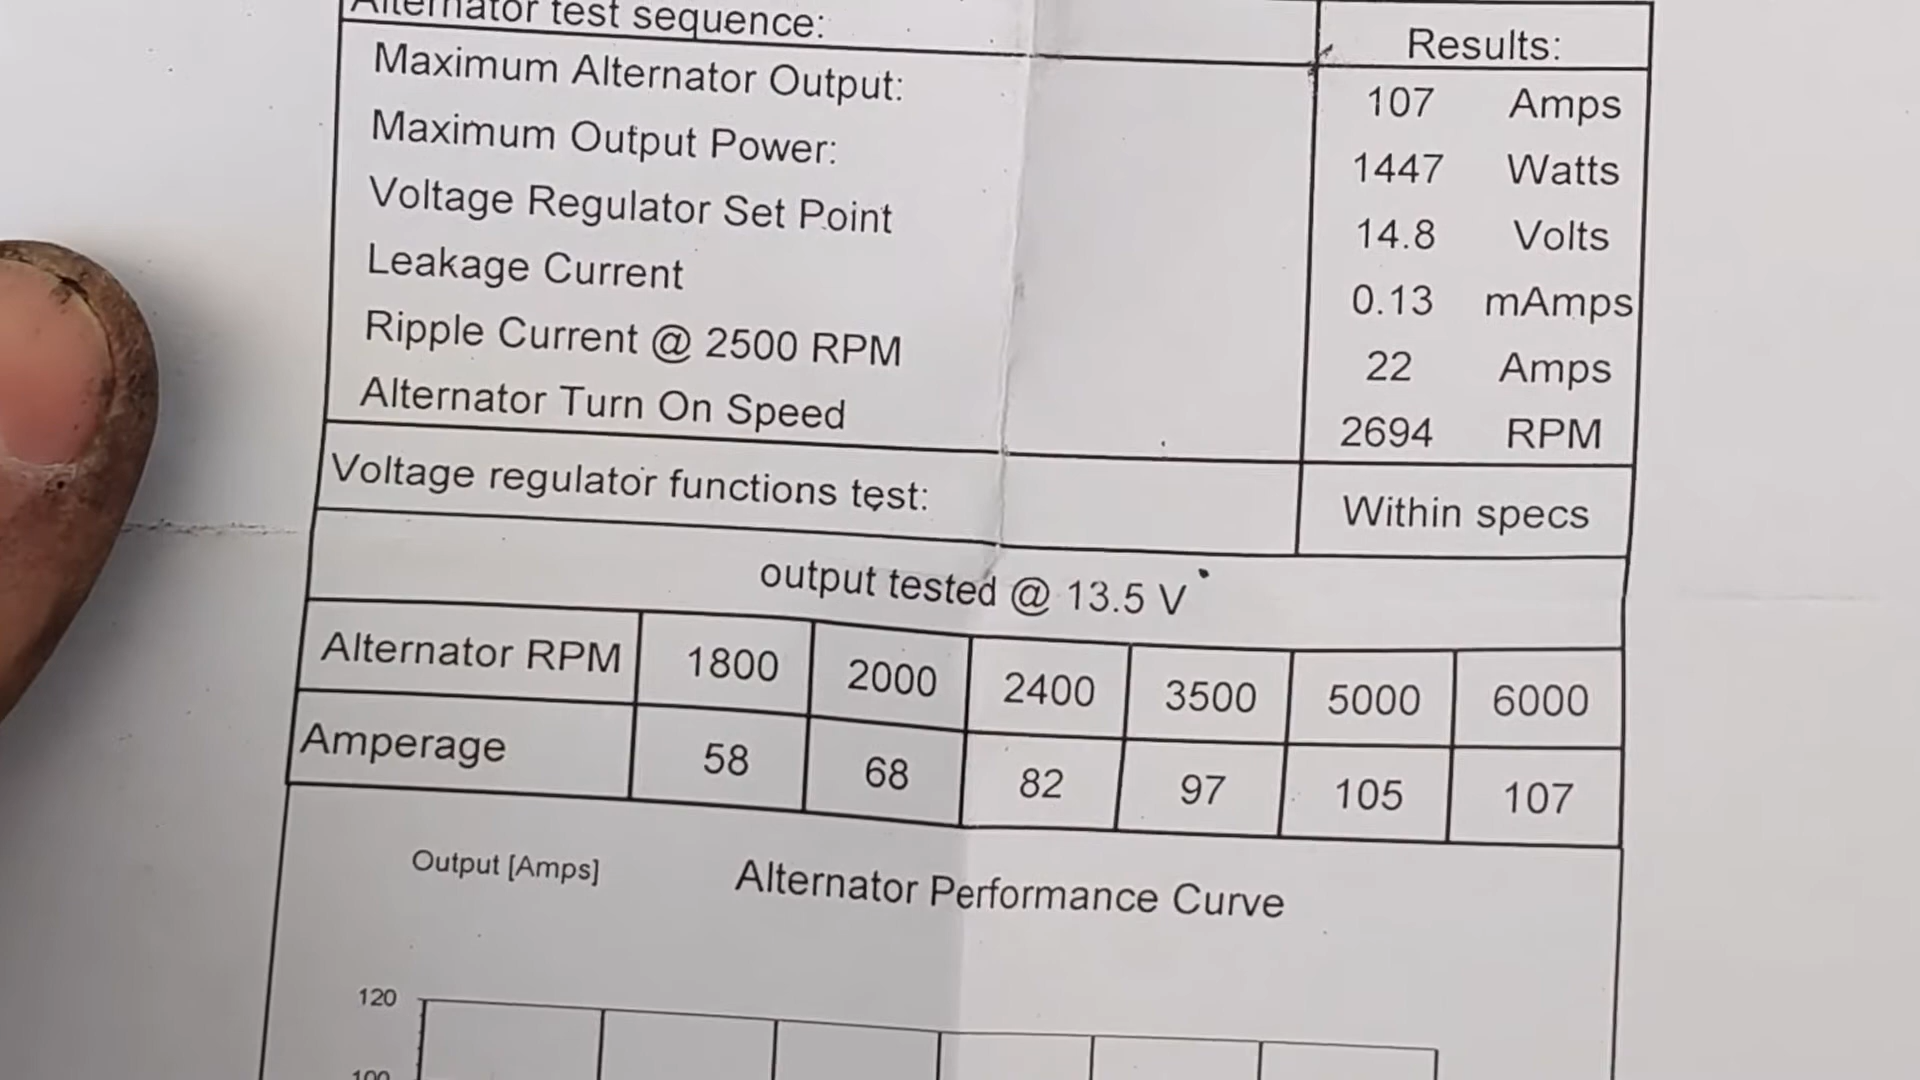 Alternator test sequence:
Results:
Maximum Alternator Output: 107 Amps
Maximum Output Power: 1447 Watts
Voltage Regulator Set Point 14.8 Volts
Leakage Current 0.13 mAmps
Ripple Current @ 2500 RPM 22 Amps
Alternator Turn On Speed 2694 RPM
Voltage regulator functions test: Within specs
output tested @ 13.5 V
Alternator RPM 1800 2000 2400 3500 5000 6000
Amperage 58 68 82 97 105 107
Output [Amps]
Alternator Performance Curve
120
100